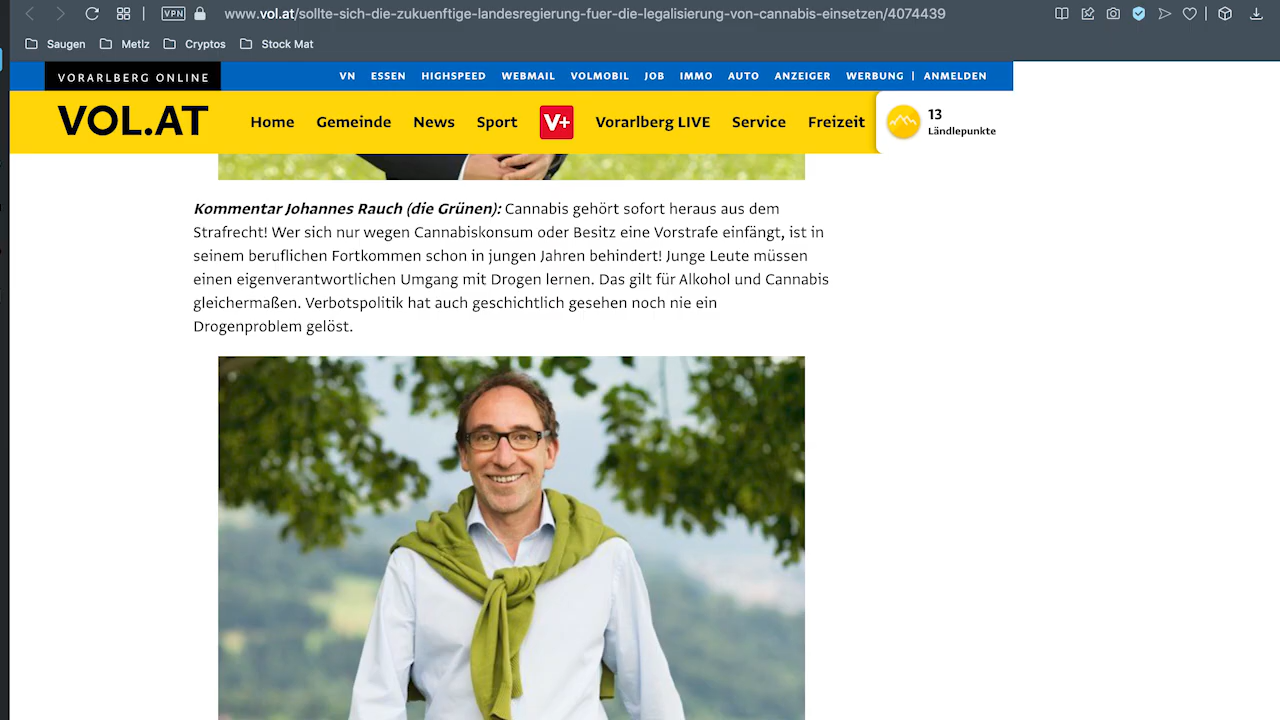 VPN
www.vol.at/sollte-sich-die-zukuenftige-landesregierung-fuer-die-legalisierung-von-cannabis-einsetzen/4074439
Saugen Metlz Cryptos Stock Mat
VORARLBERG ONLINE
VN ESSEN HIGHSPEED WEBMAIL VOLMOBIL JOB IMMO AUTO ANZEIGER WERBUNG | ANMELDEN
VOL.AT
Home Gemeinde News Sport V+ Vorarlberg LIVE Service Freizeit
13
Ländlepunkte
Kommentar Johannes Rauch (die Grünen): Cannabis gehört sofort heraus aus dem
Strafrecht! Wer sich nur wegen Cannabiskonsum oder Besitz eine Vorstrafe einfängt, ist in
seinem beruflichen Fortkommen schon in jungen Jahren behindert! Junge Leute müssen
einen eigenverantwortlichen Umgang mit Drogen lernen. Das gilt für Alkohol und Cannabis
gleichermaßen. Verbotspolitik hat auch geschichtlich gesehen noch nie ein
Drogenproblem gelöst.